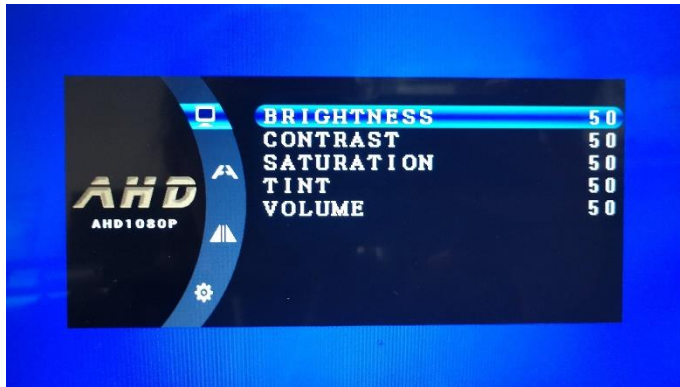 BRIGHTNESS 50
CONTRAST 50
SATURATION 50
TINT 50
VOLUME 50
AHD
AHD1080P